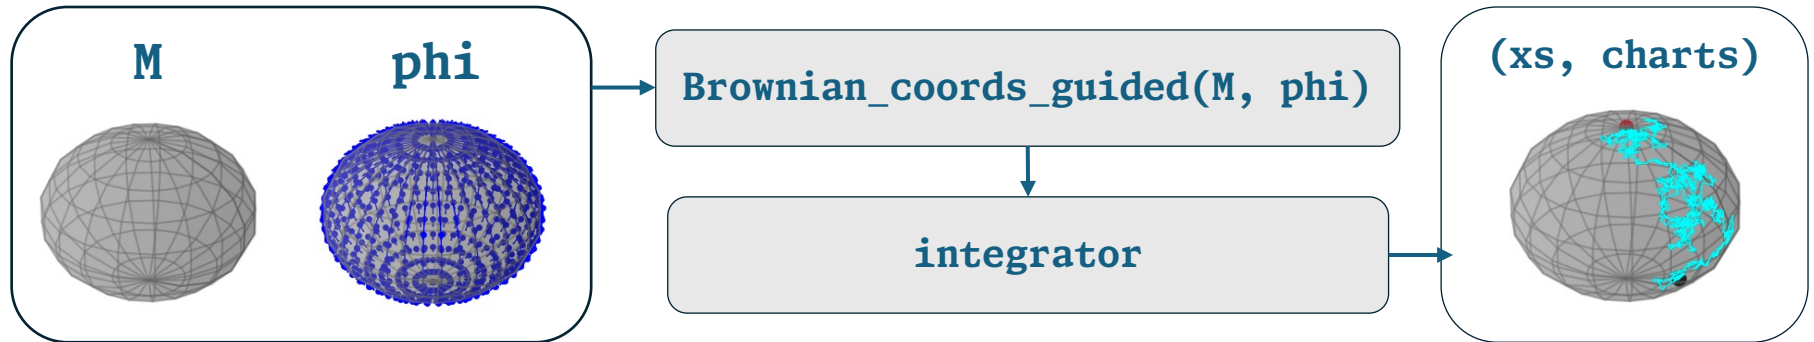 M
phi
Brownian_coords_guided(M, phi)
integrator
(xs, charts)